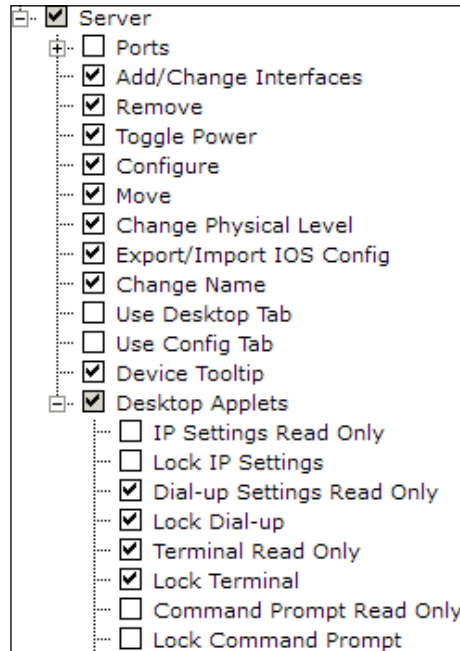 Server
Ports
Add/Change Interfaces
Remove
Toggle Power
Configure
Move
Change Physical Level
Export/Import IOS Config
Change Name
Use Desktop Tab
Use Config Tab
Device Tooltip
Desktop Applets
IP Settings Read Only
Lock IP Settings
Dial-up Settings Read Only
Lock Dial-up
Terminal Read Only
Lock Terminal
Command Prompt Read Only
Lock Command Prompt